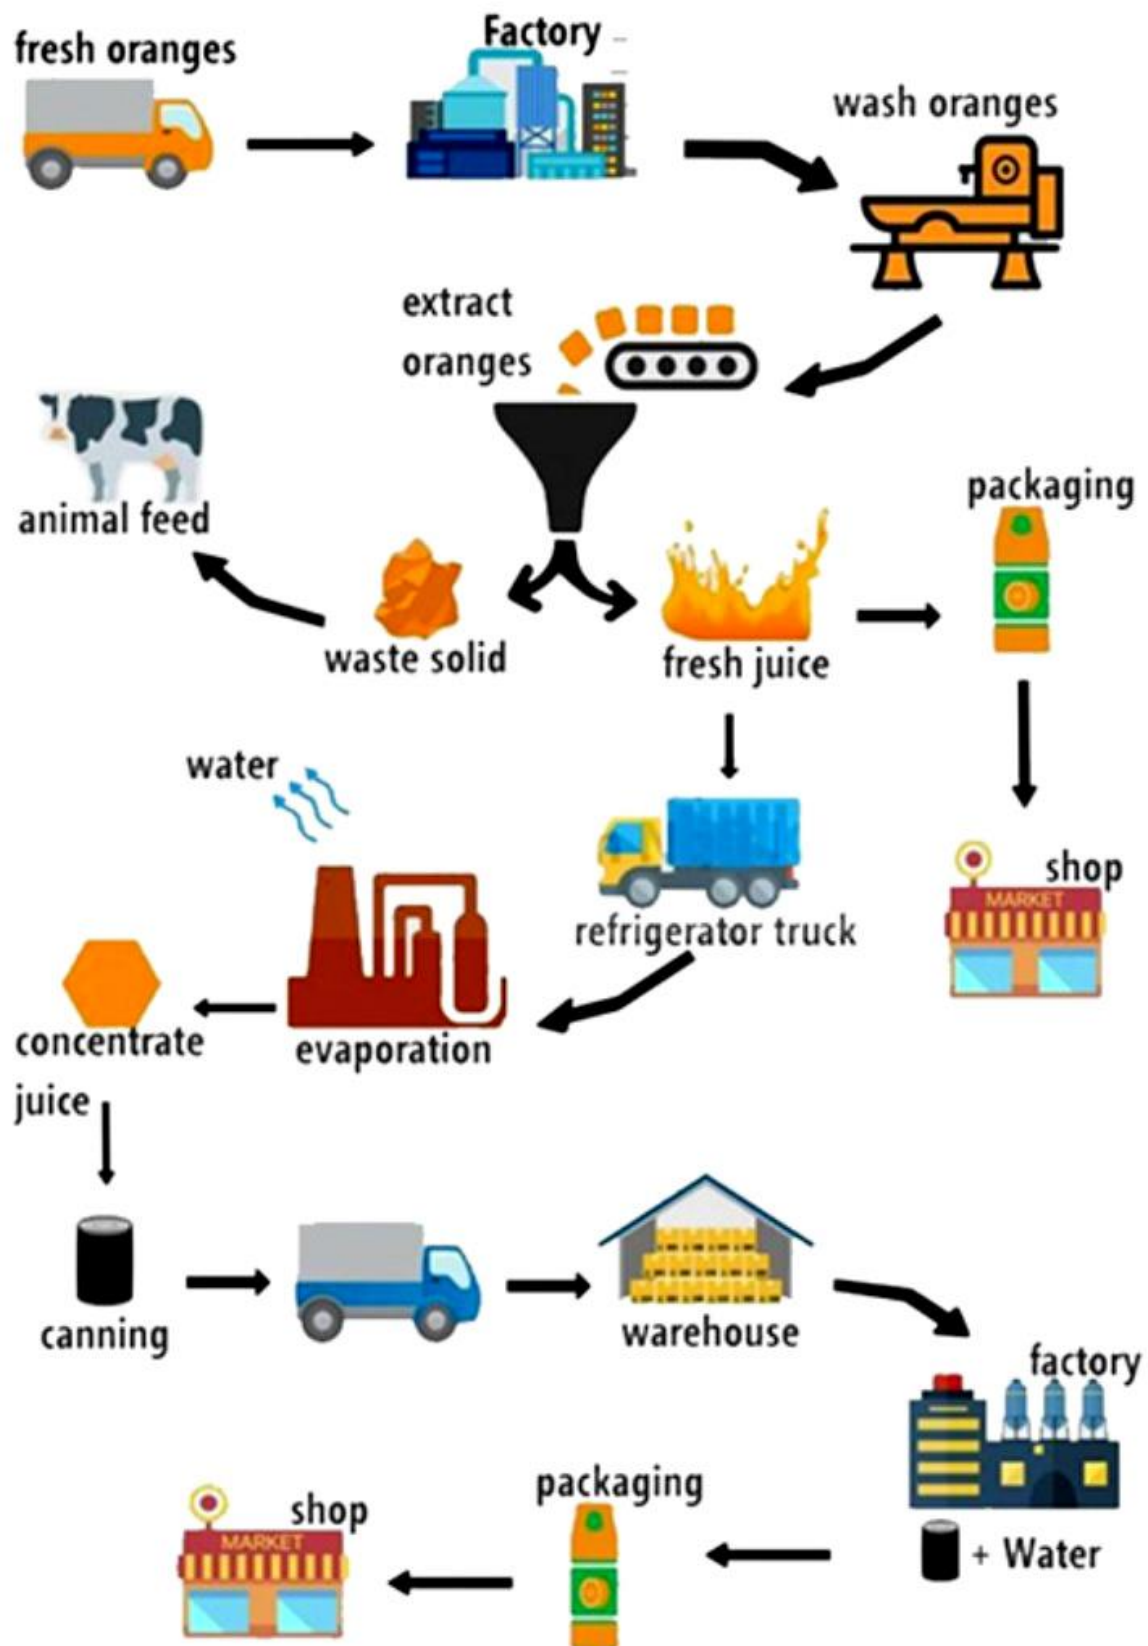 fresh oranges
Factory
wash oranges
extract
oranges
animal feed
packaging
waste solid
fresh juice
water
shop
MARKET
refrigerator truck
concentrate
juice
evaporation
canning
warehouse
factory
+ Water
packaging
shop
MARKET